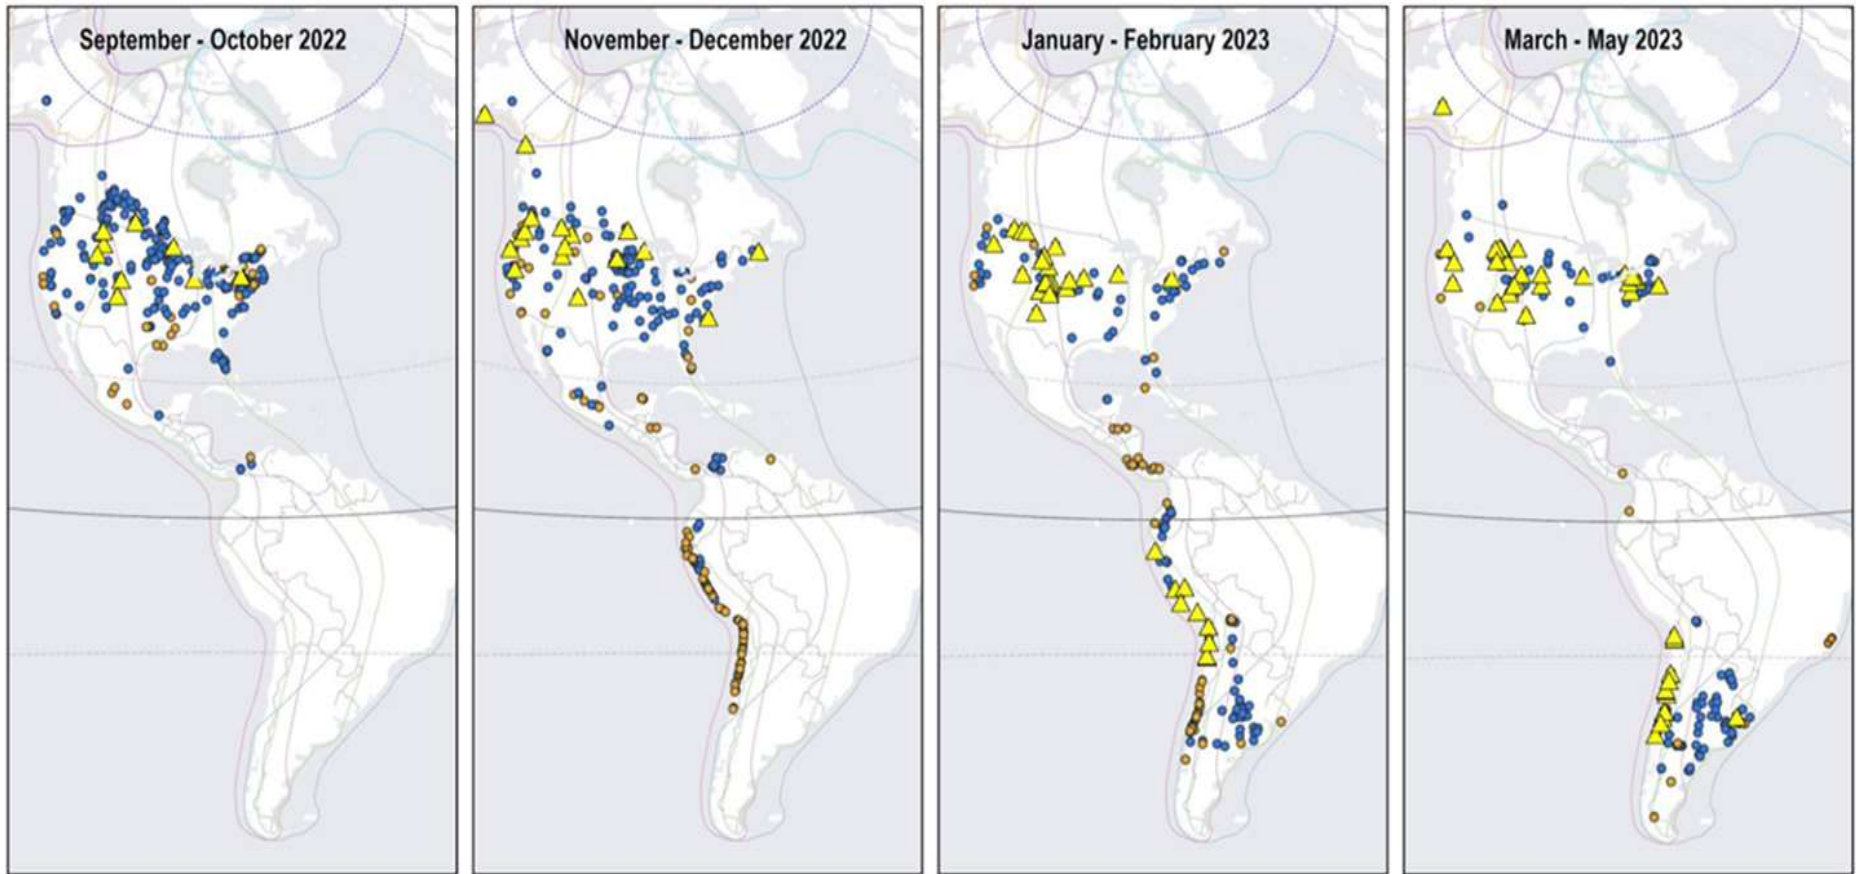 September - October 2022
November - December 2022
January - February 2023
March - May 2023